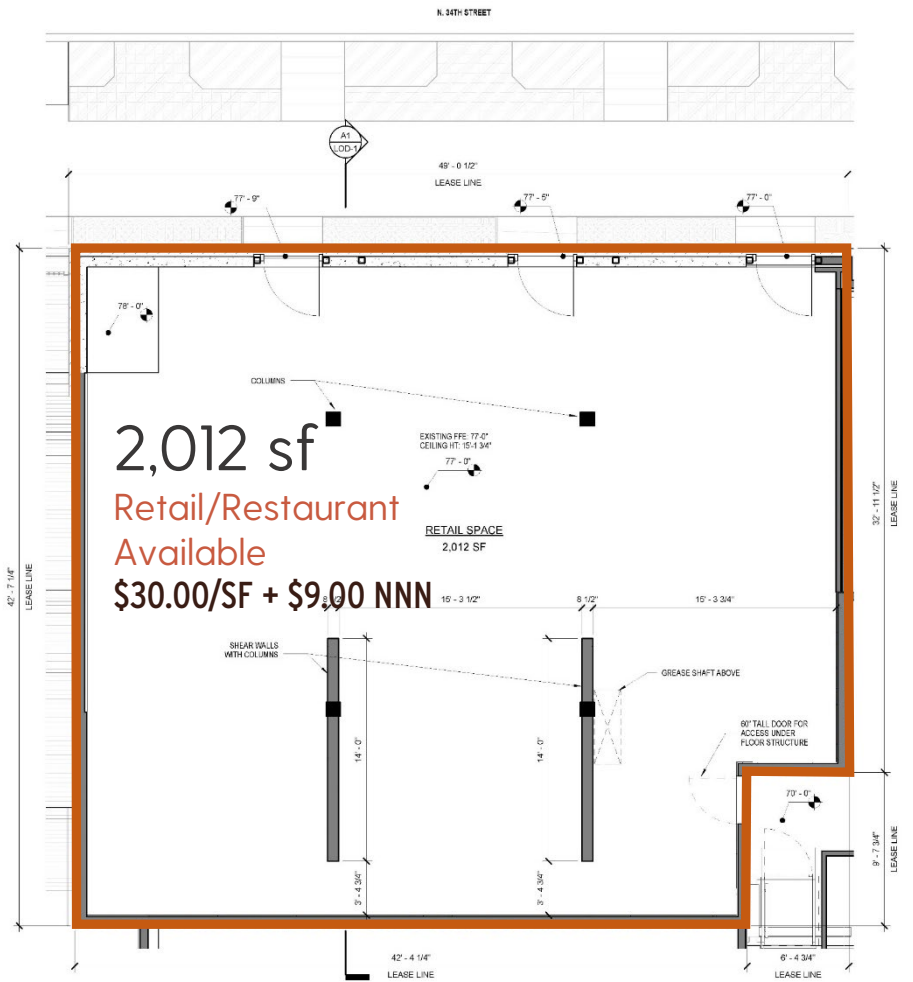 N. 34TH STREET
A1
LOD-1
49' - 0 1/2"
LEASE LINE
77' - 9"
77' - 5"
77' - 0"
78' - 0"
COLUMNS
2,012 sf
Retail/Restaurant
Available
$30.00/SF + $9.00 NNN
EXISTING FFE: 77'-0"
CEILING HT: 15'-1 3/4"
77' - 0"
RETAIL SPACE
2,012 SF
32' - 11 1/2"
LEASE LINE
42' - 7 1/4"
LEASE LINE
8 1/2"
15' - 3 1/2"
8 1/2"
15' - 3 3/4"
SHEAR WALLS
WITH COLUMNS
GREASE SHAFT ABOVE
60" TALL DOOR FOR
ACCESS UNDER
FLOOR STRUCTURE
14' - 0"
14' - 0"
70' - 0"
9' - 7 3/4"
LEASE LINE
3' - 4 3/4"
3' - 4 3/4"
42' - 4 1/4"
LEASE LINE
6' - 4 3/4"
LEASE LINE